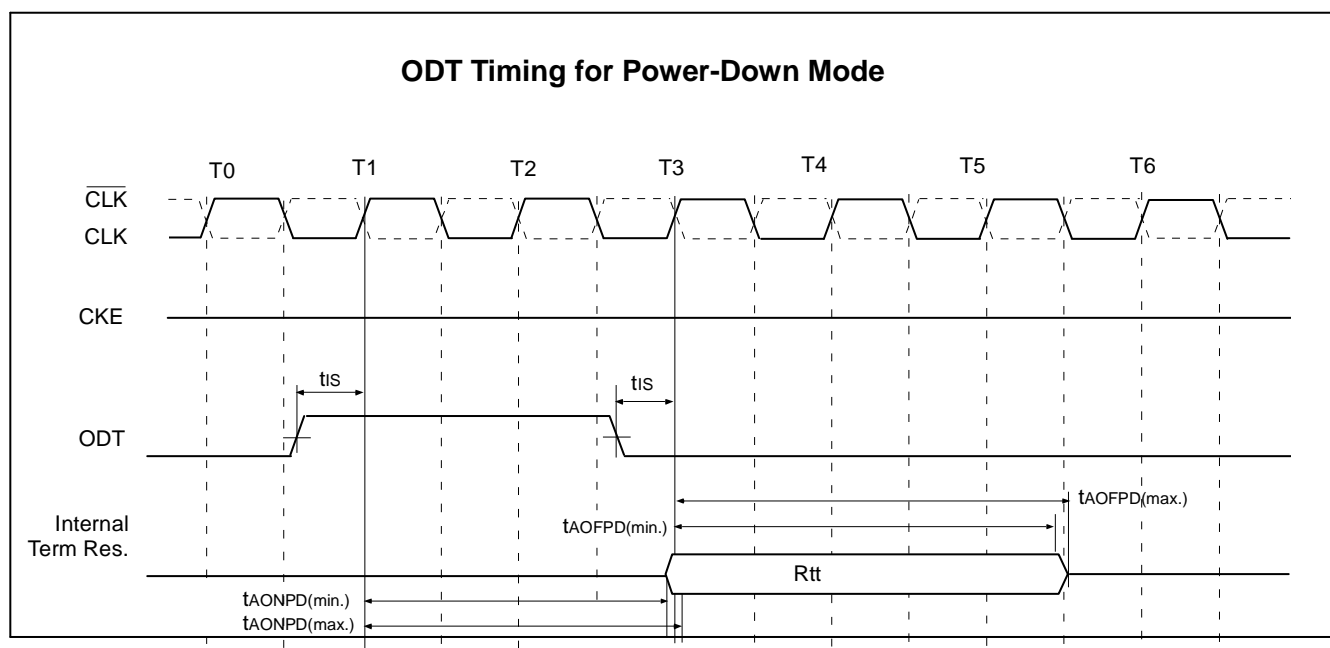 ODT Timing for Power-Down Mode
T0 T1 T2 T3 T4 T5 T6
CLK
CLK
CKE
tIS tIS
ODT
tAOFPD(max.)
Internal
Term Res.
tAOFPD(min.)
Rtt
tAONPD(min.)
tAONPD(max.)